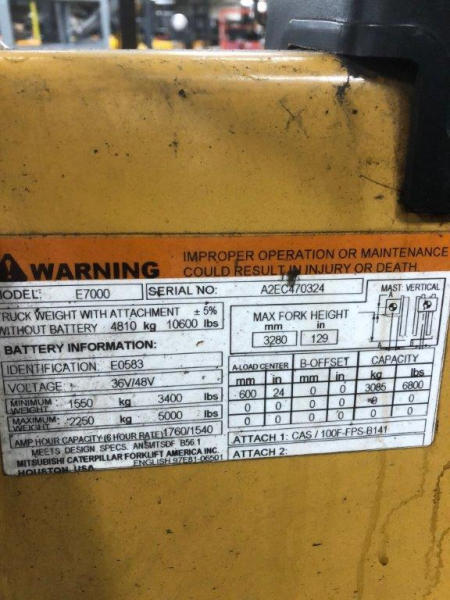 WARNING
IMPROPER OPERATION OR MAINTENANCE
COULD RESULT IN INJURY OR DEATH
MODEL: E7000 SERIAL NO: A2EC470324
TRUCK WEIGHT WITH ATTACHMENT ± 5%
WITHOUT BATTERY 4810 kg 10600 lbs
BATTERY INFORMATION:
IDENTIFICATION: E0583
VOLTAGE: 36V/48V
MINIMUM WEIGHT 1550 kg 3400 lbs
MAXIMUM WEIGHT 2250 kg 5000 lbs
AMP HOUR CAPACITY (6 HOUR RATE) 1760/1540
MEETS DESIGN SPECS. B56.1
MITSUBISHI CATERPILLAR FORKLIFT AMERICA INC.
HOUSTON, USA ENGLISH 97E81-06501
MAX FORK HEIGHT
mm in
3280 129
MAST: VERTICAL
A-LOAD CENTER B-OFFSET CAPACITY
mm in mm in kg lbs
600 24 0 0 3085 6800
0 0 0 0 0
0 0 0 0 0 0
ATTACH 1: CAS / 100F-FPS-B141
ATTACH 2: